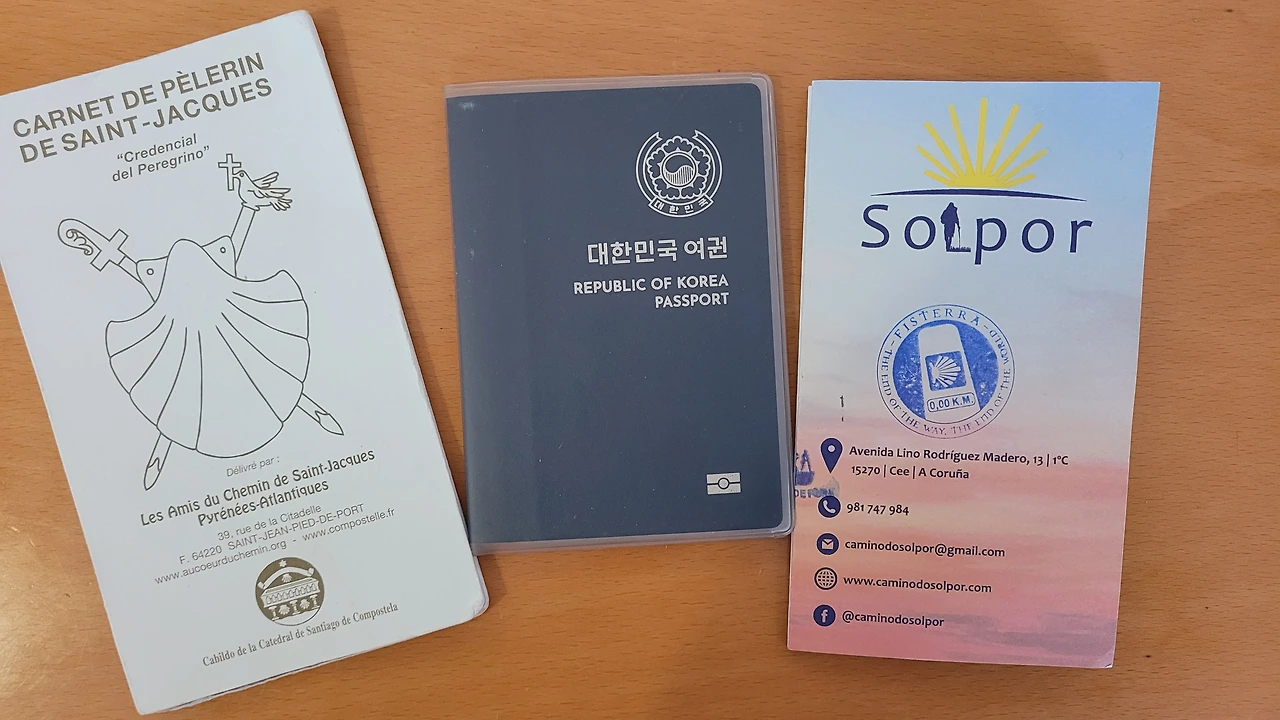 CARNET DE PÈLERIN
DE SAINT-JACQUES
“Credencial
del Peregrino”
Délivré par :
Les Amis du Chemin de Saint-Jacques
Pyrénées-Atlantiques
39, rue de la Citadelle
F. 64220 SAINT-JEAN-PIED-DE-PORT
www.aucoeurduchemin.org - www.compostelle.fr
Cabildo de la Catedral de Santiago de Compostela
대한민국
대한민국 여권
REPUBLIC OF KOREA
PASSPORT
Solpor
FISTERRA
THE END OF THE WAY, THE END OF THE WORLD
0,00 K.M.
Avenida Lino Rodríguez Madero, 13 | 1ºC
15270 | Cee | A Coruña
981 747 984
caminodosolpor@gmail.com
www.caminodosolpor.com
@caminodosolpor